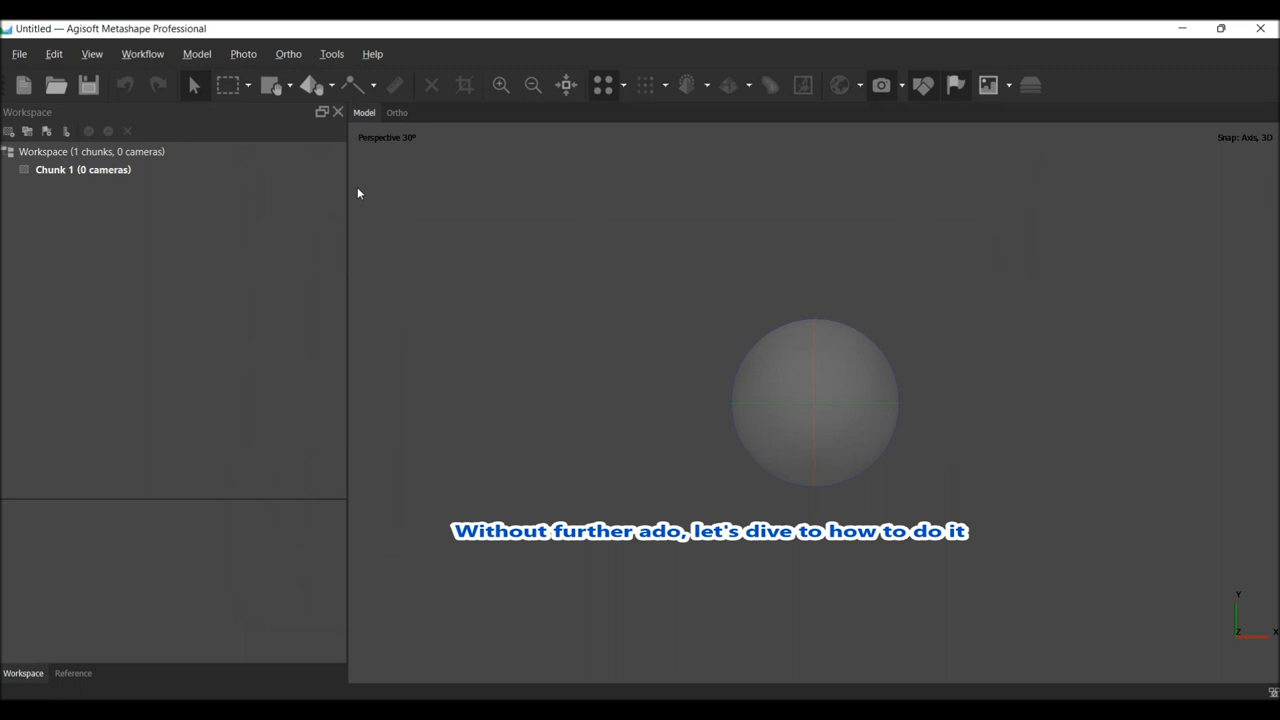 Untitled — Agisoft Metashape Professional
File Edit View Workflow Model Photo Ortho Tools Help
Workspace
Model Ortho
Perspective 30°
Snap: Axis, 3D
Workspace (1 chunks, 0 cameras)
Chunk 1 (0 cameras)
Without further ado, let's dive to how to do it
Y
Z X
Workspace Reference